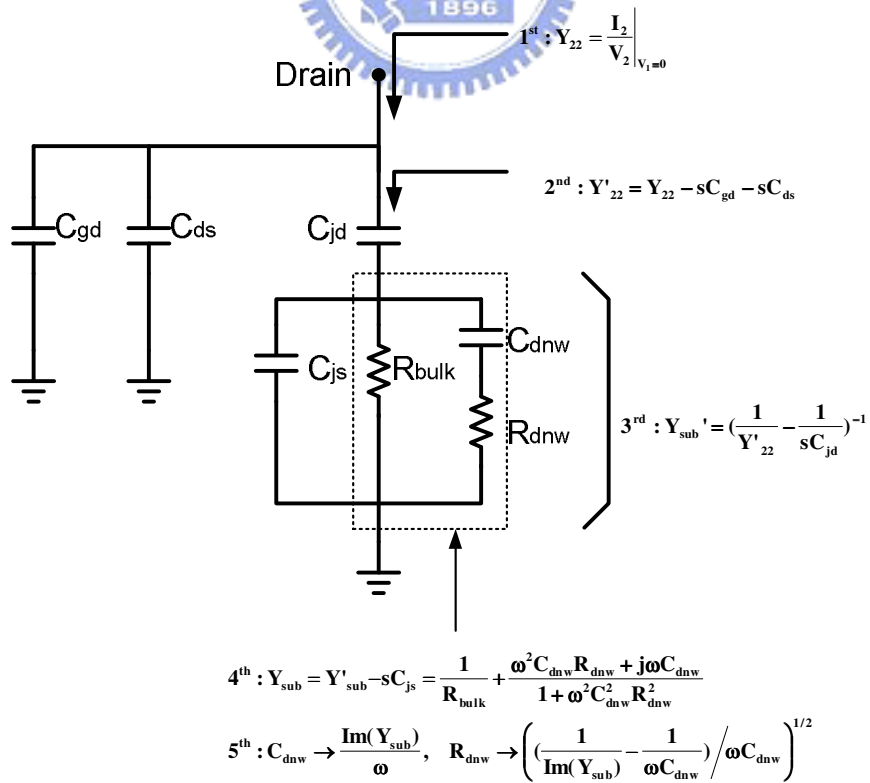 1896
1st : Y22 = I2 / V2 |V1=0
Drain
2nd : Y'22 = Y22 − sCgd − sCds
Cgd
Cds
Cjd
Cdnw
Cjs
Rbulk
Rdnw
3rd : Ysub' = (1/Y'22 − 1/sCjd)⁻¹
4th : Ysub = Y'sub−sCjs = 1/Rbulk + (ω²CdnwRdnw + jωCdnw)/(1 + ω²C²dnwR²dnw)
5th : Cdnw → Im(Ysub)/ω, Rdnw → ((1/Im(Ysub) − 1/ωCdnw)/ωCdnw)^1/2